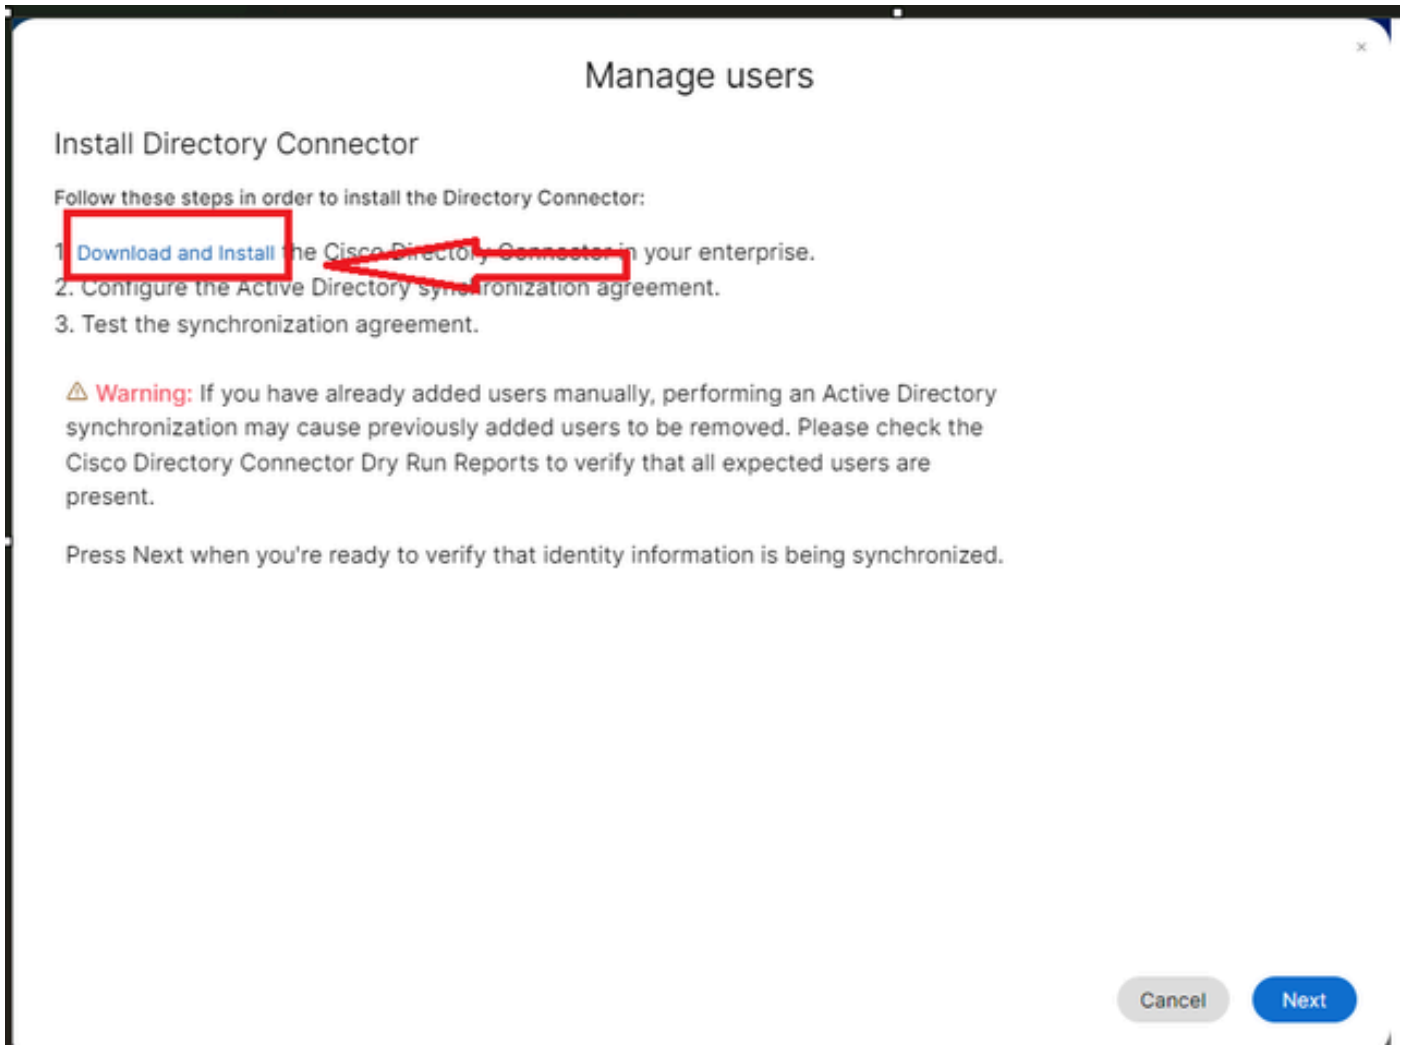 Manage users
Install Directory Connector
Follow these steps in order to install the Directory Connector:
1 Download and Install the Cisco Directory Connector in your enterprise.
2. Configure the Active Directory synchronization agreement.
3. Test the synchronization agreement.
Warning: If you have already added users manually, performing an Active Directory
synchronization may cause previously added users to be removed. Please check the
Cisco Directory Connector Dry Run Reports to verify that all expected users are
present.
Press Next when you're ready to verify that identity information is being synchronized.
Cancel Next